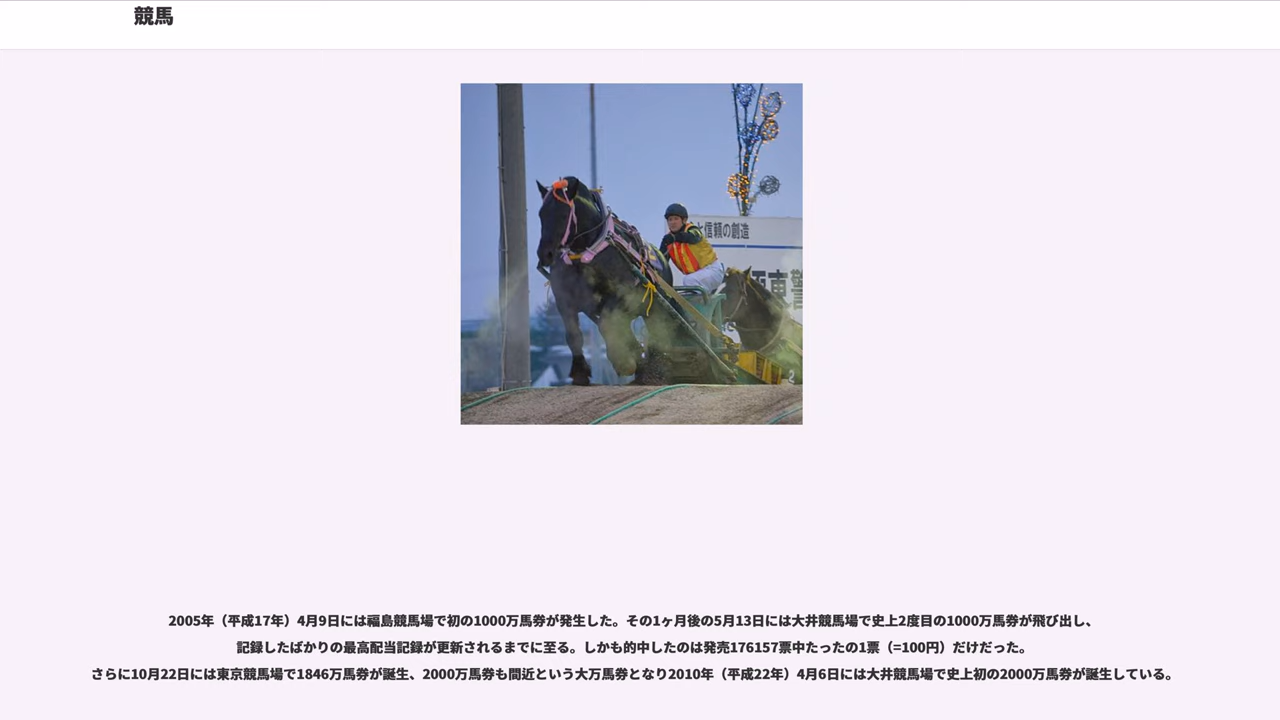 競馬
と信頼の創造
2
2005年（平成17年）4月9日には福島競馬場で初の1000万馬券が発生した。その1ヶ月後の5月13日には大井競馬場で史上2度目の1000万馬券が飛び出し、
記録したばかりの最高配当記録が更新されるまでに至る。しかも的中したのは発売176157票中たったの1票（=100円）だけだった。
さらに10月22日には東京競馬場で1846万馬券が誕生、2000万馬券も間近という大万馬券となり2010年（平成22年）4月6日には大井競馬場で史上初の2000万馬券が誕生している。